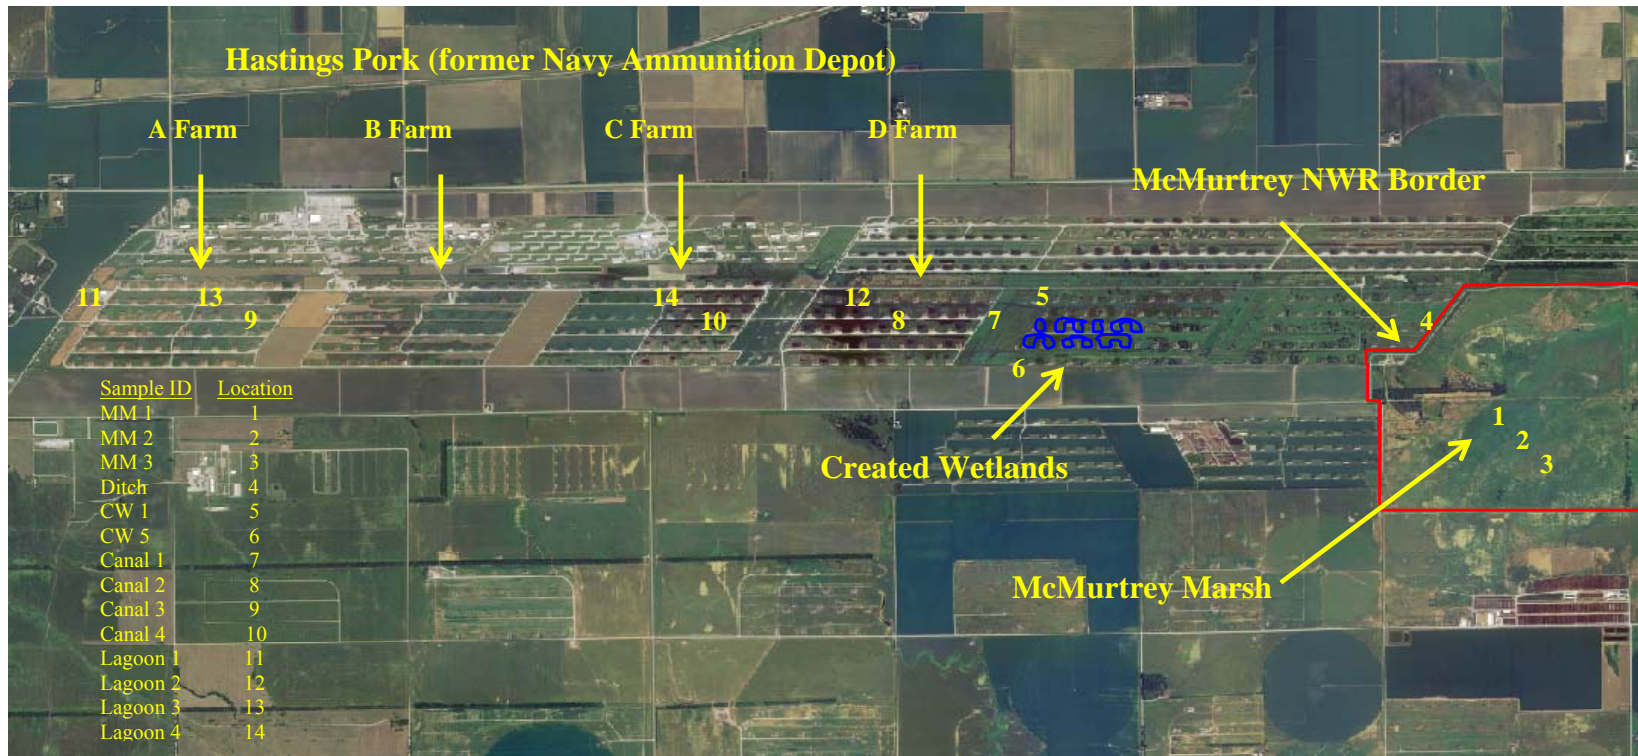 Hastings Pork (former Navy Ammunition Depot)
A Farm B Farm C Farm D Farm
McMurtrey NWR Border
11 13 14 12 5
9 10 8 7 4
6
Sample ID Location
MM 1 1
MM 2 2
MM 3 3
Ditch 4
CW 1 5
CW 5 6
Canal 1 7
Canal 2 8
Canal 3 9
Canal 4 10
Lagoon 1 11
Lagoon 2 12
Lagoon 3 13
Lagoon 4 14
1
2
3
Created Wetlands
McMurtrey Marsh